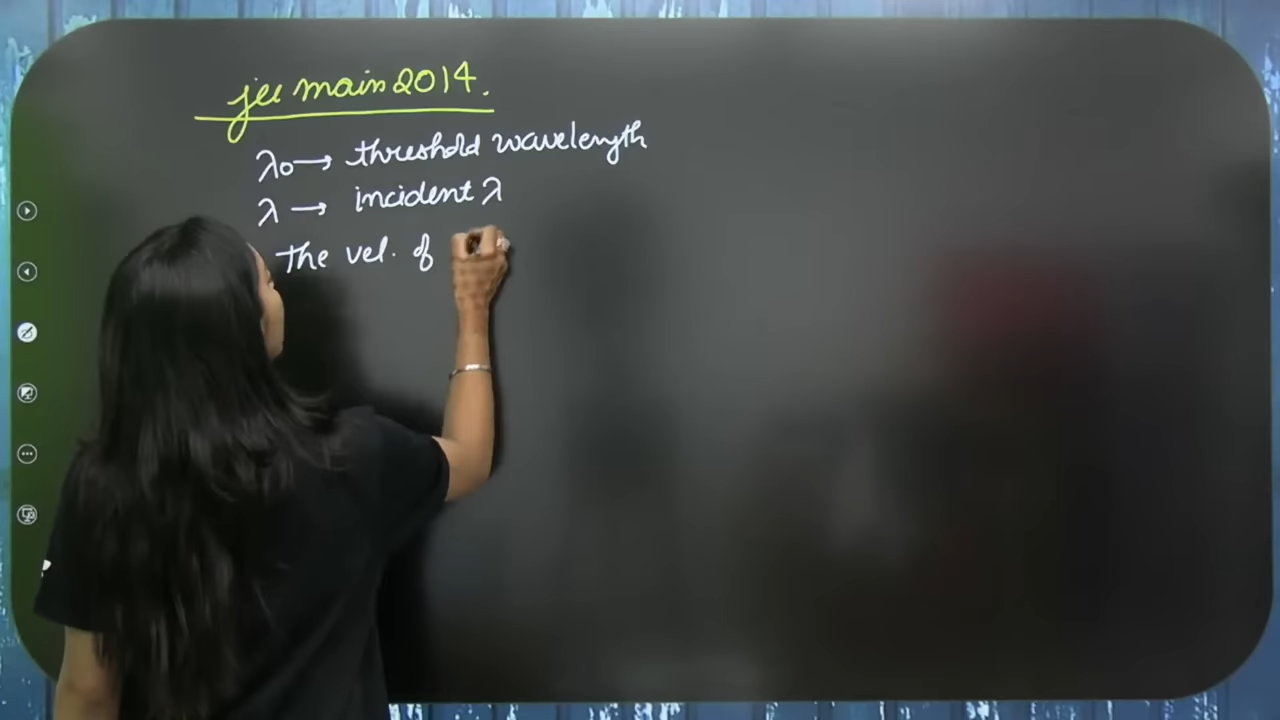 jee main 2014.
λ0 → threshold wavelength
λ → incident λ
the vel. of